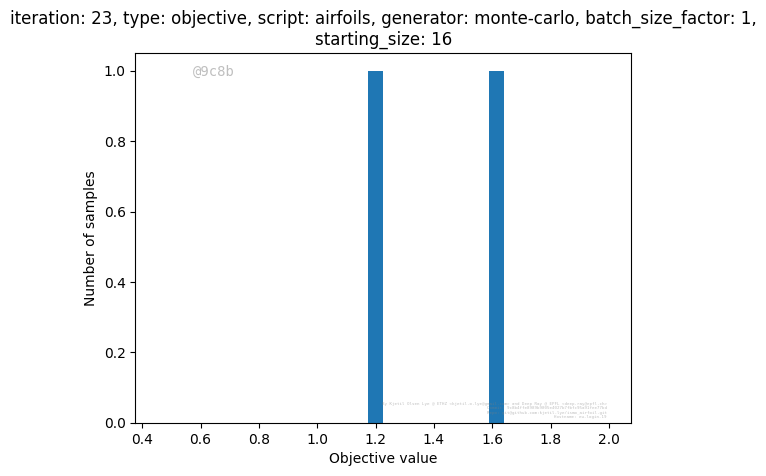 iteration: 23, type: objective, script: airfoils, generator: monte-carlo, batch_size_factor: 1,
starting_size: 16
@9c8b
1.0
0.8
0.6
0.4
0.2
0.0
Number of samples
0.4 0.6 0.8 1.0 1.2 1.4 1.6 1.8 2.0
Objective value